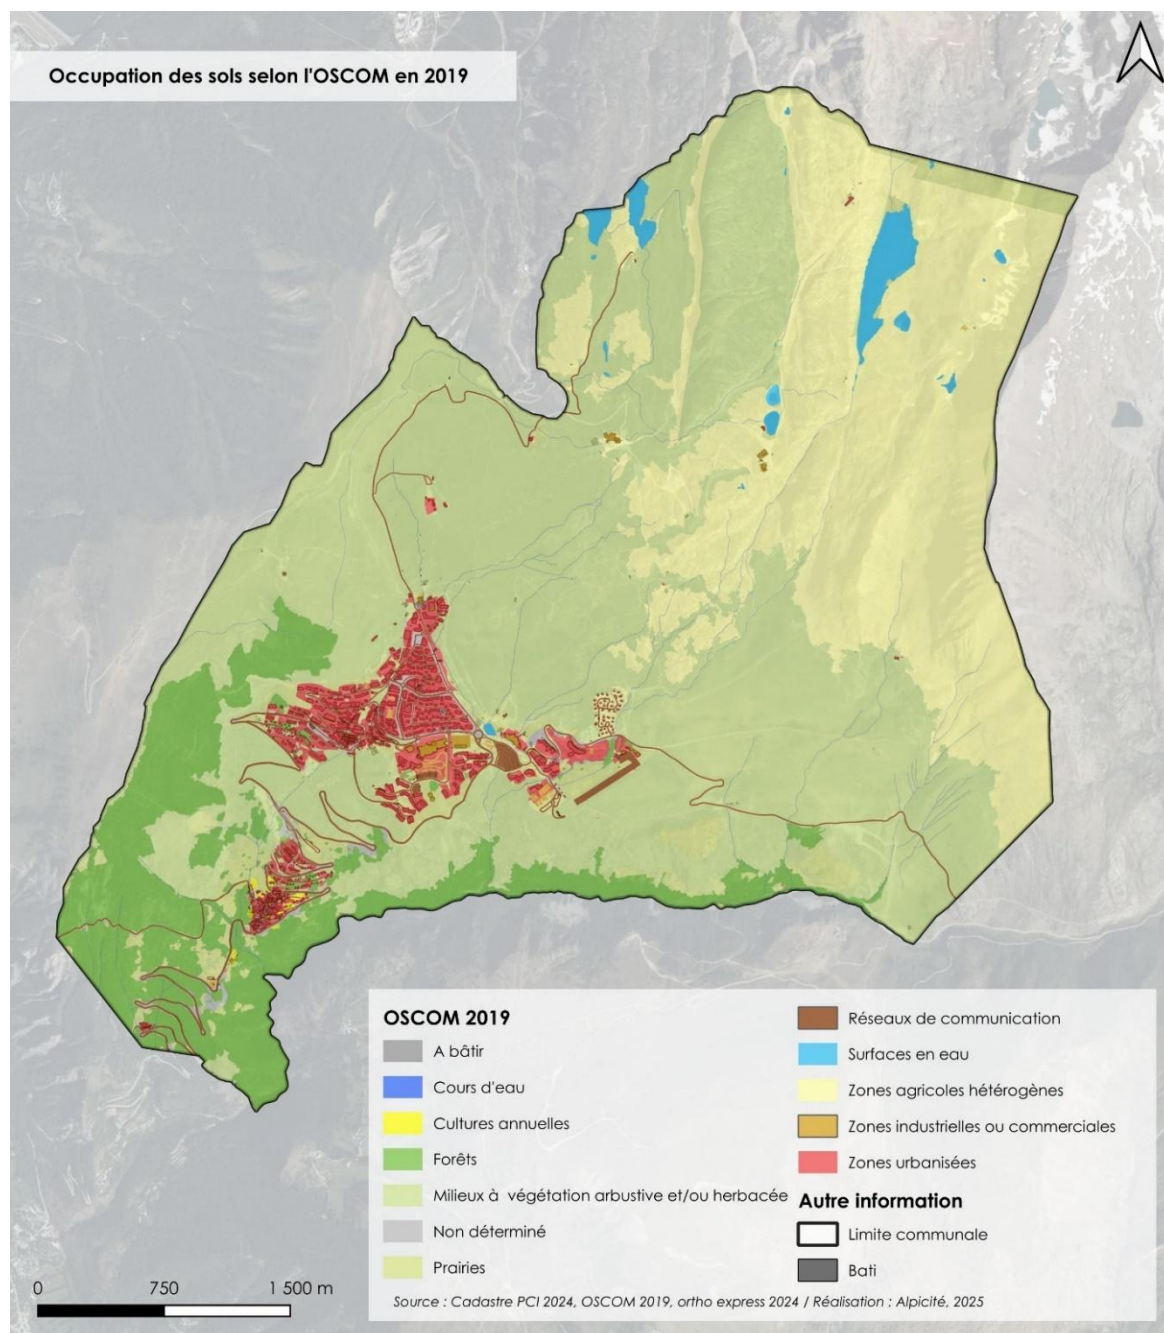 Occupation des sols selon l'OSCOM en 2019
OSCOM 2019
A bâtir
Cours d'eau
Cultures annuelles
Forêts
Milieux à végétation arbustive et/ou herbacée
Non déterminé
Prairies
Réseaux de communication
Surfaces en eau
Zones agricoles hétérogènes
Zones industrielles ou commerciales
Zones urbanisées
Autre information
Limite communale
Bati
0 750 1 500 m
Source : Cadastre PCI 2024, OSCOM 2019, ortho express 2024 / Réalisation : Alpicité, 2025